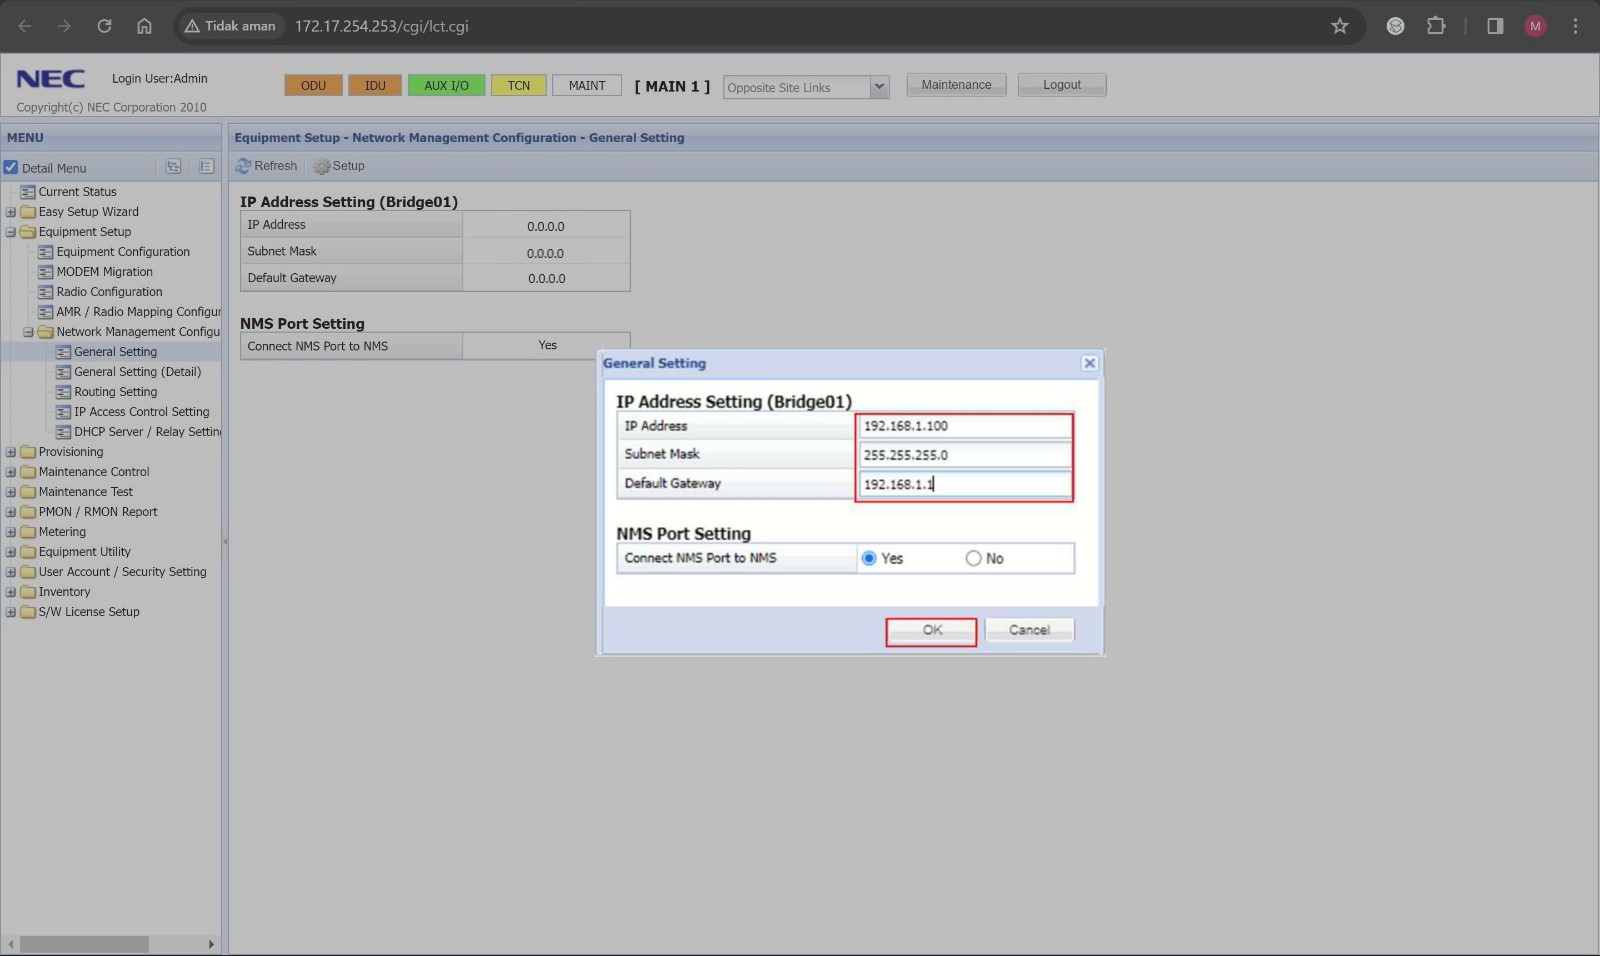 Tidak aman
172.17.254.253/cgi/lct.cgi
M
NEC
Login User:Admin
Copyright(c) NEC Corporation 2010
ODU
IDU
AUX I/O
TCN
MAINT
[ MAIN 1 ]
Opposite Site Links
Maintenance
Logout
MENU
Detail Menu
Current Status
Easy Setup Wizard
Equipment Setup
Equipment Configuration
MODEM Migration
Radio Configuration
AMR / Radio Mapping Configur
Network Management Configu
General Setting
General Setting (Detail)
Routing Setting
IP Access Control Setting
DHCP Server / Relay Settin
Provisioning
Maintenance Control
Maintenance Test
PMON / RMON Report
Metering
Equipment Utility
User Account / Security Setting
Inventory
S/W License Setup
Equipment Setup - Network Management Configuration - General Setting
Refresh
Setup
IP Address Setting (Bridge01)
IP Address 0.0.0.0
Subnet Mask 0.0.0.0
Default Gateway 0.0.0.0
NMS Port Setting
Connect NMS Port to NMS Yes
General Setting
IP Address Setting (Bridge01)
IP Address 192.168.1.100
Subnet Mask 255.255.255.0
Default Gateway 192.168.1.1
NMS Port Setting
Connect NMS Port to NMS Yes No
OK
Cancel